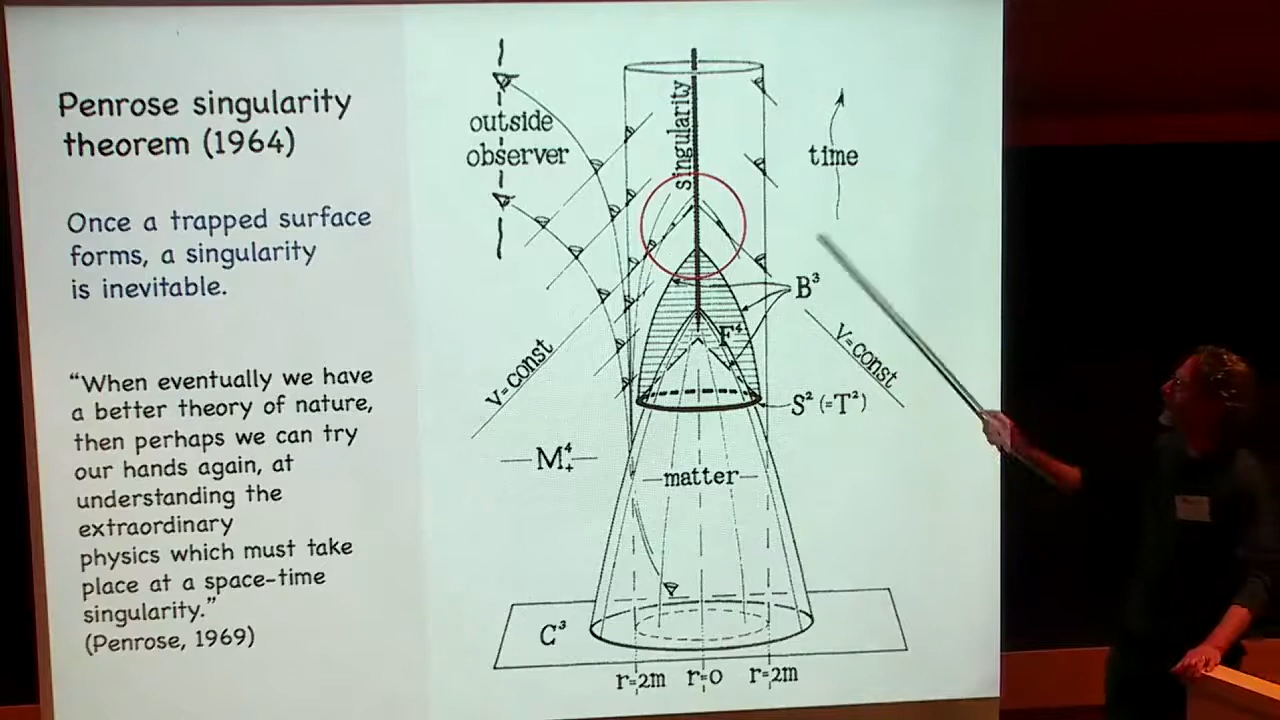 Penrose singularity
theorem (1964)
Once a trapped surface
forms, a singularity
is inevitable.
“When eventually we have
a better theory of nature,
then perhaps we can try
our hands again, at
understanding the
extraordinary
physics which must take
place at a space-time
singularity.”
(Penrose, 1969)
outside
observer
singularity
time
B³
F⁴
V=const
V=const
S² (=T²)
M⁴₊
matter
C³
r=2m r=0 r=2m